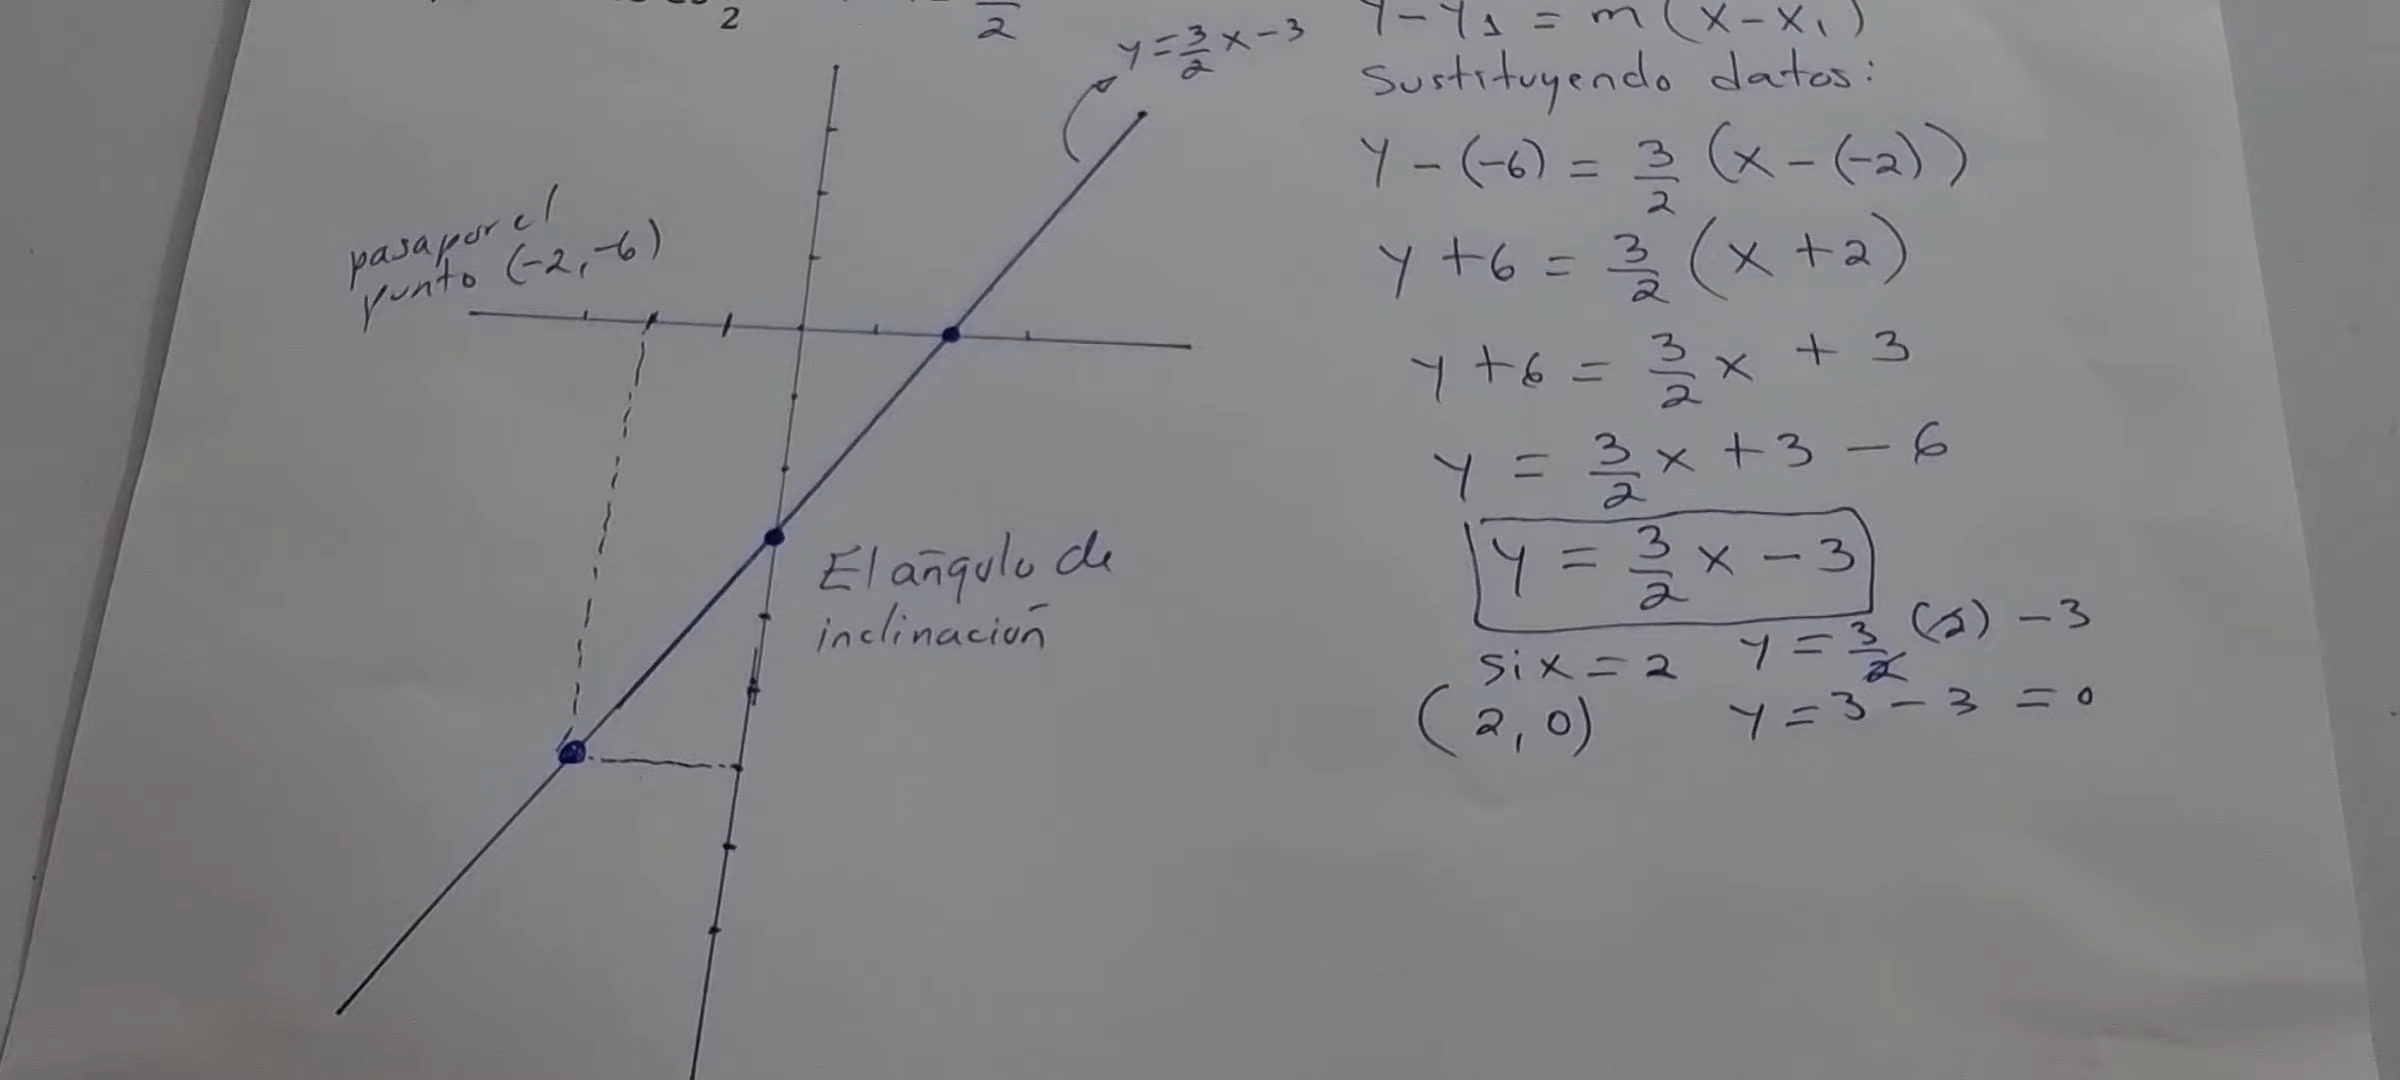 2
2
y = 3/2 x - 3
pasa por el
punto (-2, -6)
El ángulo de
inclinación
y - y₁ = m (x - x₁)
Sustituyendo datos:
y - (-6) = 3/2 (x - (-2))
y + 6 = 3/2 (x + 2)
y + 6 = 3/2 x + 3
y = 3/2 x + 3 - 6
y = 3/2 x - 3
si x = 2 y = 3/2 (2) - 3
(2, 0) y = 3 - 3 = 0